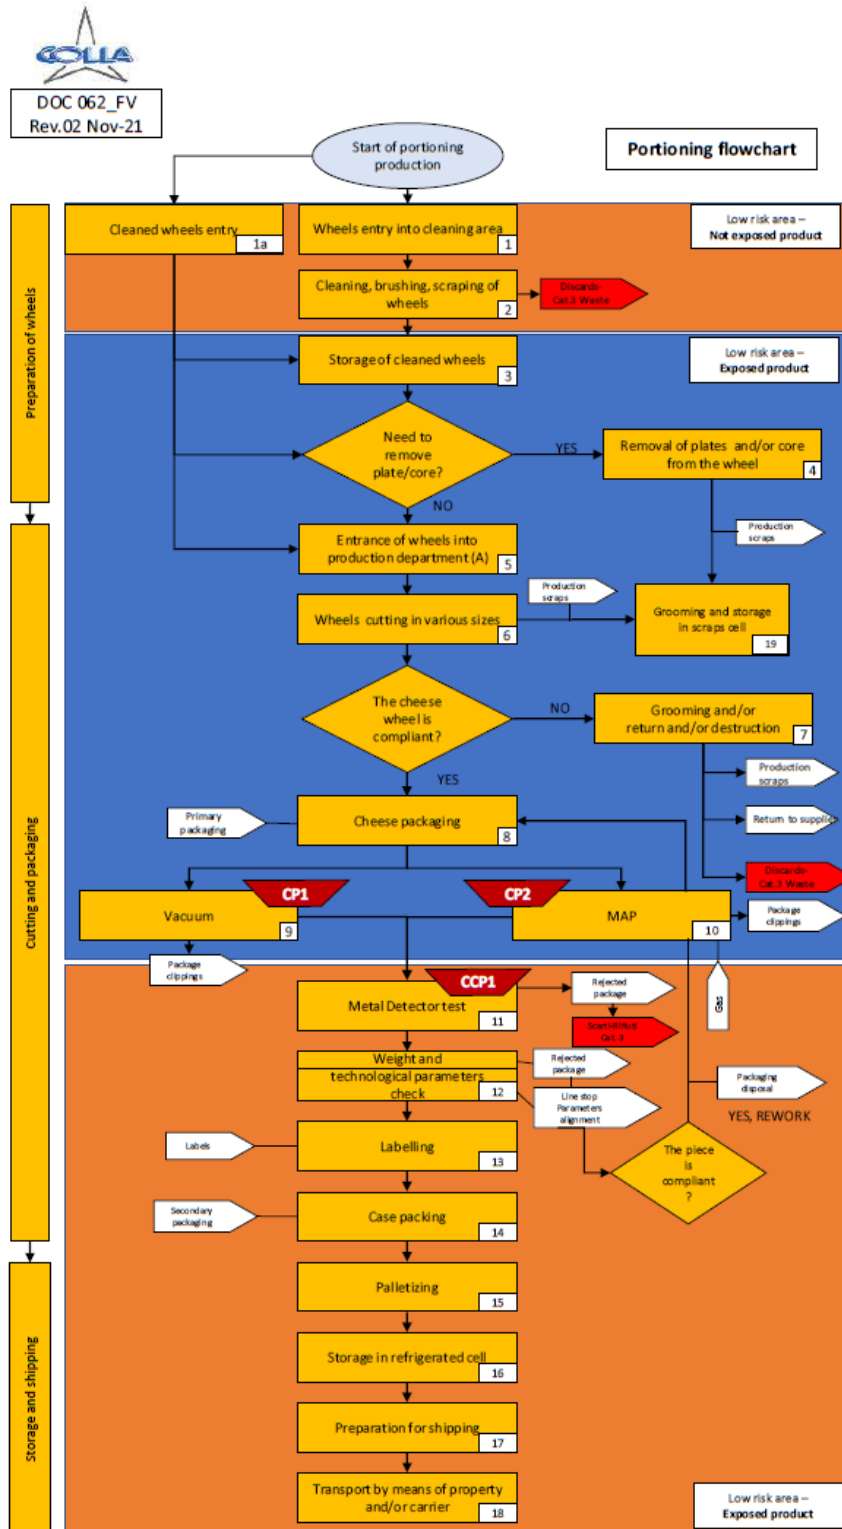 COLLA
DOC 062_FV
Rev.02 Nov-21
Start of portioning
production
Portioning flowchart
Preparation of wheels
Cutting and packaging
Storage and shipping
Low risk area –
Not exposed product
Cleaned wheels entry
1a
Wheels entry into cleaning area
1
Cleaning, brushing, scraping of
wheels
2
Discards-
Cat.3 Waste
Low risk area –
Exposed product
Storage of cleaned wheels
3
Need to
remove
plate/core?
YES
NO
Removal of plates and/or core
from the wheel
4
Production
scraps
Entrance of wheels into
production department (A)
5
Wheels cutting in various sizes
6
Production
scraps
Grooming and storage
in scraps cell
19
The cheese
wheel is
compliant?
NO
YES
Grooming and/or
return and/or destruction
7
Production
scraps
Return to supplier
Discards-
Cat.3 Waste
Primary
packaging
Cheese packaging
8
CP1
Vacuum
9
CP2
MAP
10
Package
clippings
Package
clippings
Gas
CCP1
Metal Detector test
11
Rejected
package
Scarti-Rifiuti
Cat. 3
Weight and
technological parameters
check
12
Rejected
package
Line stop
Parameters
alignment
Packaging
disposal
YES, REWORK
The piece
is
compliant
?
Labels
Labelling
13
Secondary
packaging
Case packing
14
Palletizing
15
Storage in refrigerated cell
16
Preparation for shipping
17
Transport by means of property
and/or carrier
18
Low risk area –
Exposed product